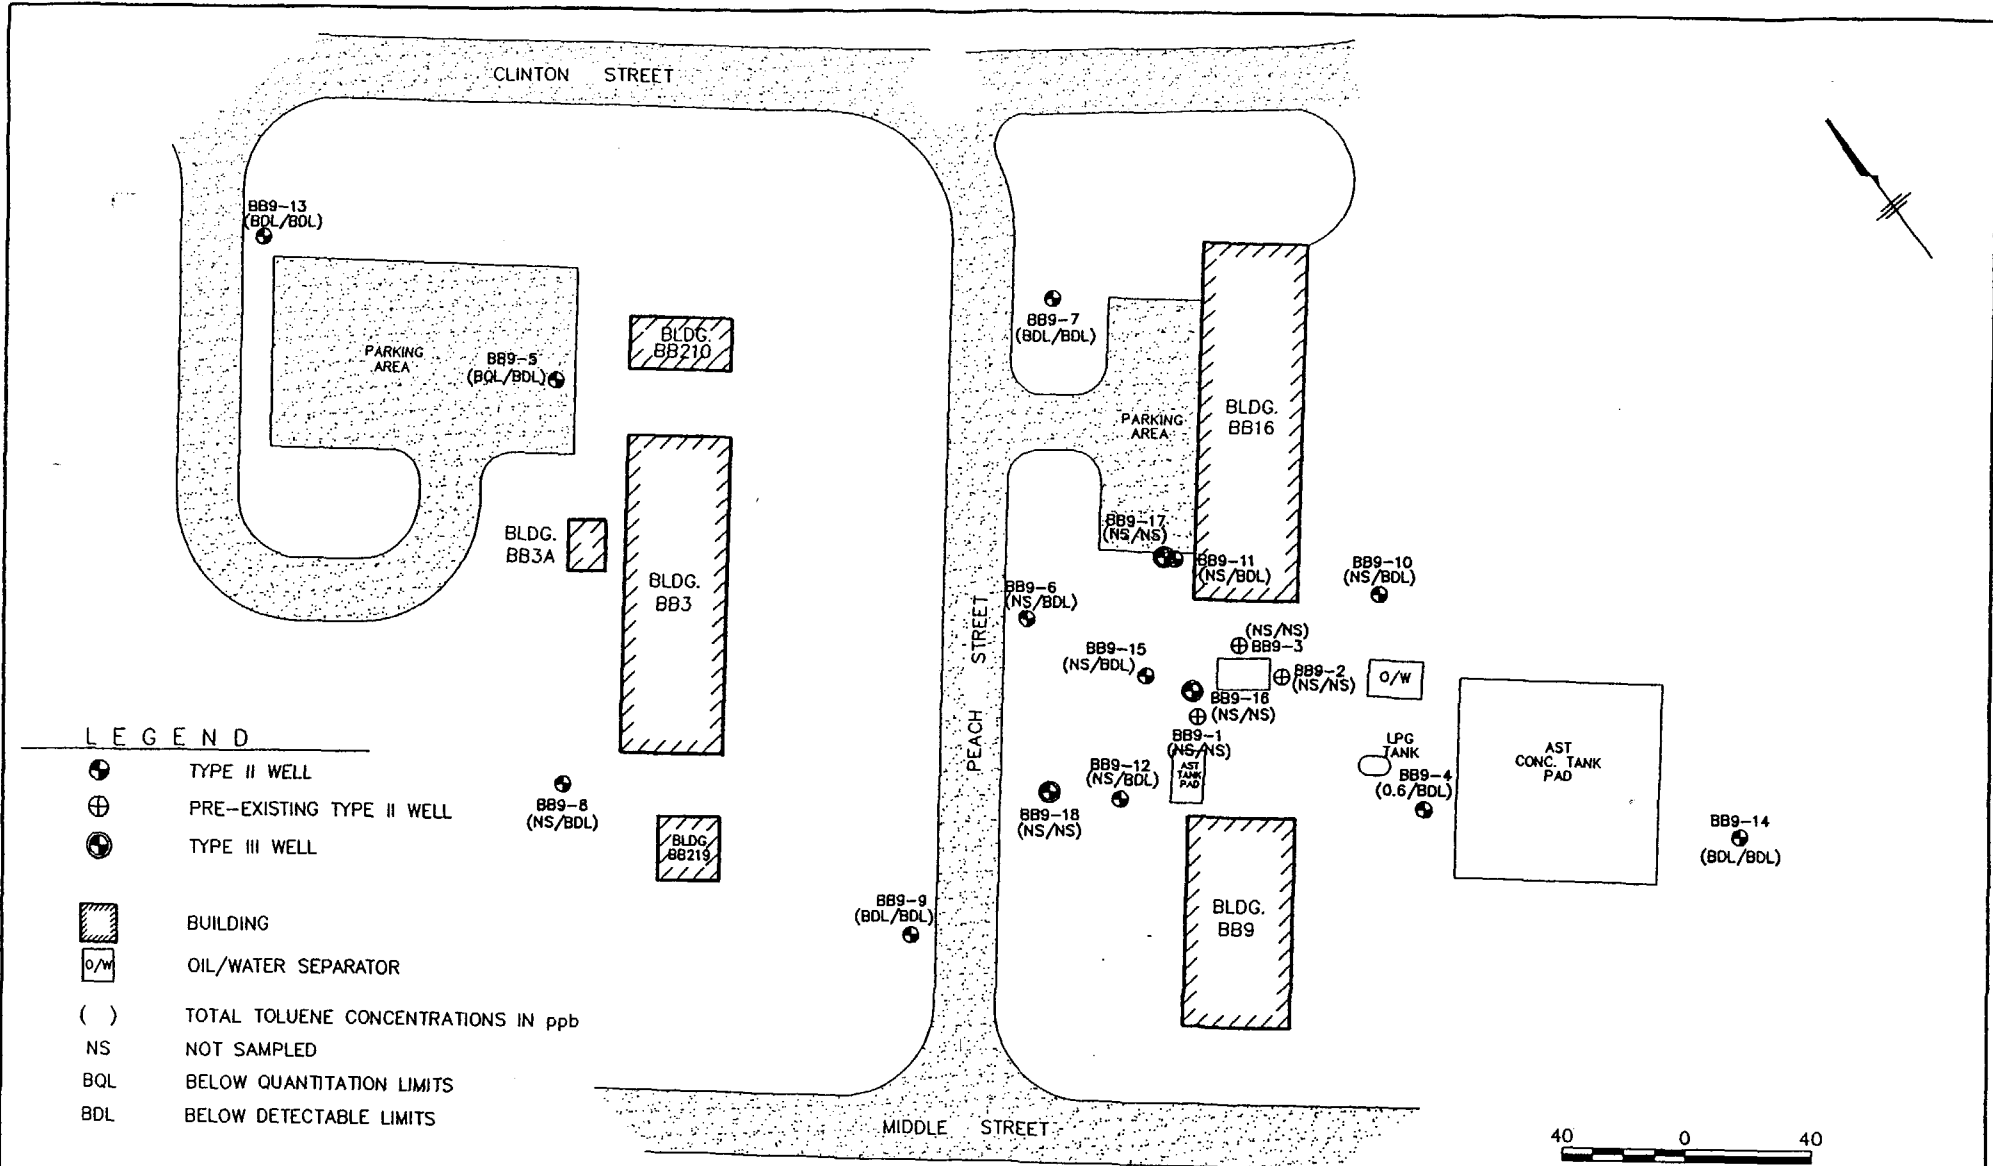 CLINTON STREET
BB9-13
(BDL/BDL)
PARKING
AREA
BB9-5
(BQL/BDL)
BLDG.
BB210
BB9-7
(BDL/BDL)
PARKING
AREA
BLDG.
BB16
BLDG.
BB3A
BLDG.
BB3
BB9-17
(NS/NS)
BB9-11
(NS/BDL)
BB9-10
(NS/BDL)
BB9-6
(NS/BDL)
PEACH STREET
(NS/NS)
BB9-3
BB9-15
(NS/BDL)
BB9-2
(NS/NS)
O/W
BB9-16
(NS/NS)
BB9-1
(NS/NS)
AST
TANK
PAD
LPG
TANK
AST
CONC. TANK
PAD
BB9-12
(NS/BDL)
BB9-4
(0.6/BDL)
BB9-18
(NS/NS)
BB9-14
(BDL/BDL)
BB9-8
(NS/BDL)
BLDG
BB219
BB9-9
(BDL/BDL)
BLDG.
BB9
LEGEND
TYPE II WELL
PRE-EXISTING TYPE II WELL
TYPE III WELL
BUILDING
O/W OIL/WATER SEPARATOR
( ) TOTAL TOLUENE CONCENTRATIONS IN ppb
NS NOT SAMPLED
BQL BELOW QUANTITATION LIMITS
BDL BELOW DETECTABLE LIMITS
MIDDLE STREET
40 0 40